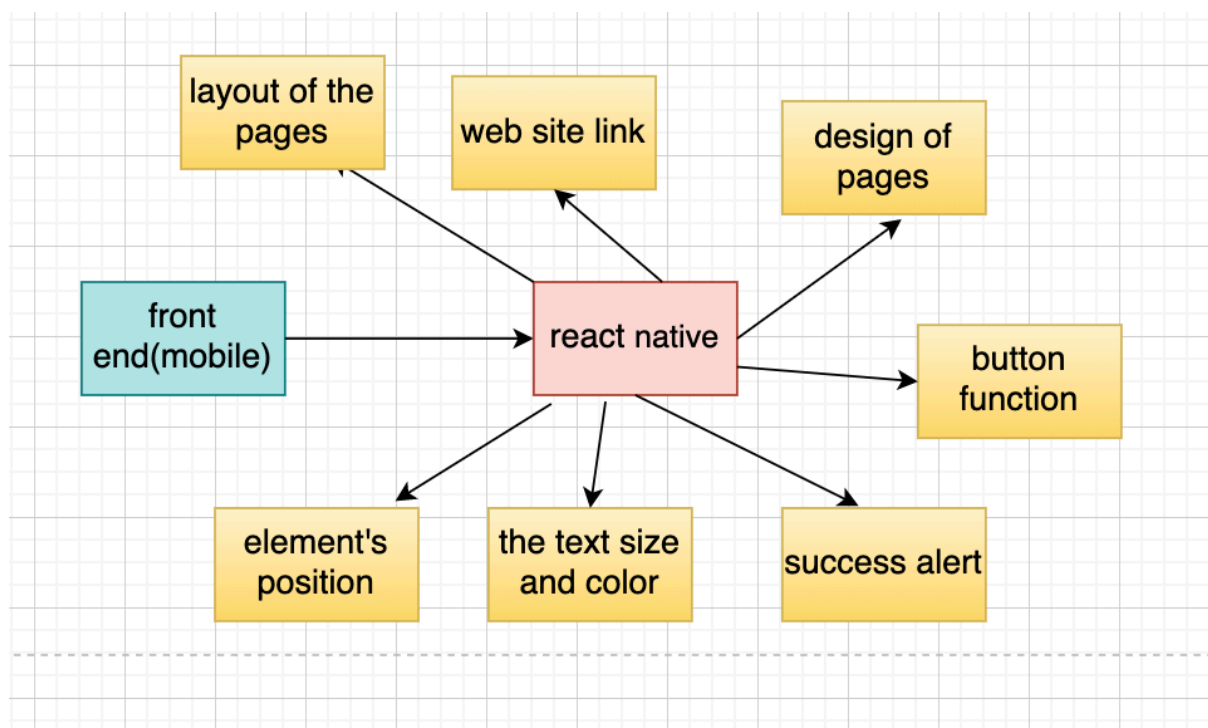 layout of the
pages
web site link
design of
pages
front
end(mobile)
react native
button
function
element's
position
the text size
and color
success alert